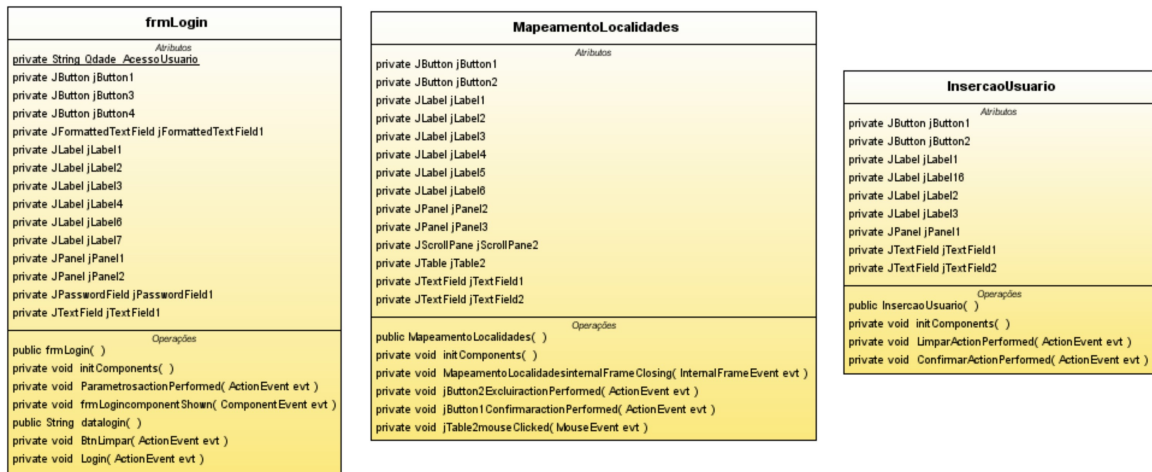 frmLogin
Atributos
private String Qdade_AcessoUsuario
private JButton jButton1
private JButton jButton3
private JButton jButton4
private JFormattedTextField jFormattedTextField1
private JLabel jLabel1
private JLabel jLabel2
private JLabel jLabel3
private JLabel jLabel4
private JLabel jLabel6
private JLabel jLabel7
private JPanel jPanel1
private JPanel jPanel2
private JPasswordField jPasswordField1
private JTextField jTextField1
Operações
public frmLogin( )
private void initComponents( )
private void ParametrosactionPerformed( ActionEvent evt )
private void frmLogincomponentShown( ComponentEvent evt )
public String datalogin( )
private void BtnLimpar( ActionEvent evt )
private void Login( ActionEvent evt )
MapeamentoLocalidades
Atributos
private JButton jButton1
private JButton jButton2
private JLabel jLabel1
private JLabel jLabel2
private JLabel jLabel3
private JLabel jLabel4
private JLabel jLabel5
private JLabel jLabel6
private JPanel jPanel2
private JPanel jPanel3
private JScrollPane jScrollPane2
private JTable jTable2
private JTextField jTextField1
private JTextField jTextField2
Operações
public MapeamentoLocalidades( )
private void initComponents( )
private void MapeamentoLocalidadesinternalFrameClosing( InternalFrameEvent evt )
private void jButton2ExcluiractionPerformed( ActionEvent evt )
private void jButton1ConfirmaractionPerformed( ActionEvent evt )
private void jTable2mouseClicked( MouseEvent evt )
InsercaoUsuario
Atributos
private JButton jButton1
private JButton jButton2
private JLabel jLabel1
private JLabel jLabel16
private JLabel jLabel2
private JLabel jLabel3
private JPanel jPanel1
private JTextField jTextField1
private JTextField jTextField2
Operações
public InsercaoUsuario( )
private void initComponents( )
private void LimparActionPerformed( ActionEvent evt )
private void ConfirmarActionPerformed( ActionEvent evt )